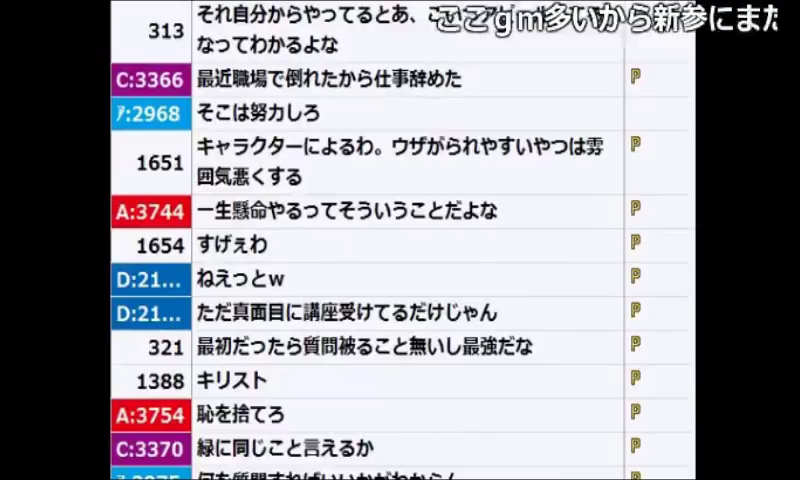 それ自分からやってるとあ、
ここgm多いから新参にまた
313
なってわかるよな
C:3366 最近職場で倒れたから仕事辞めた P
ｱ:2968 そこは努力しろ
1651 キャラクターによるわ。ウザがられやすいやつは雰 P
囲気悪くする
A:3744 一生懸命やるってそういうことだよな P
1654 すげぇわ P
D:21... ねえっとw P
D:21... ただ真面目に講座受けてるだけじゃん P
321 最初だったら質問被ること無いし最強だな P
1388 キリスト P
A:3754 恥を捨てろ P
C:3370 緑に同じこと言えるか P